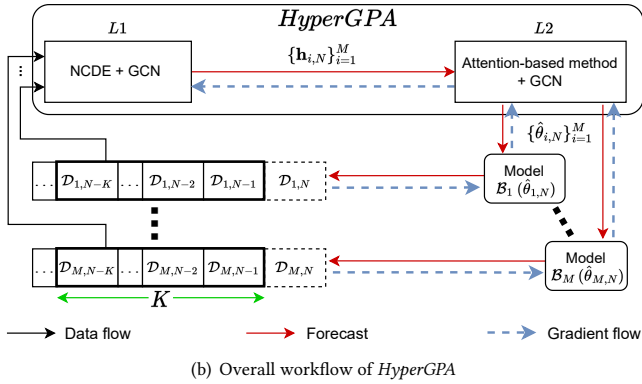 HyperGPA
L1
L2
NCDE + GCN
{h_{i,N}}_{i=1}^{M}
Attention-based method
+ GCN
...
{θ̂_{i,N}}_{i=1}^{M}
... D_{1,N−K} ... D_{1,N−2} D_{1,N−1} D_{1,N}
Model
B_1 (θ̂_{1,N})
... D_{M,N−K} ... D_{M,N−2} D_{M,N−1} D_{M,N}
Model
B_M (θ̂_{M,N})
K
Data flow Forecast Gradient flow
(b) Overall workflow of HyperGPA